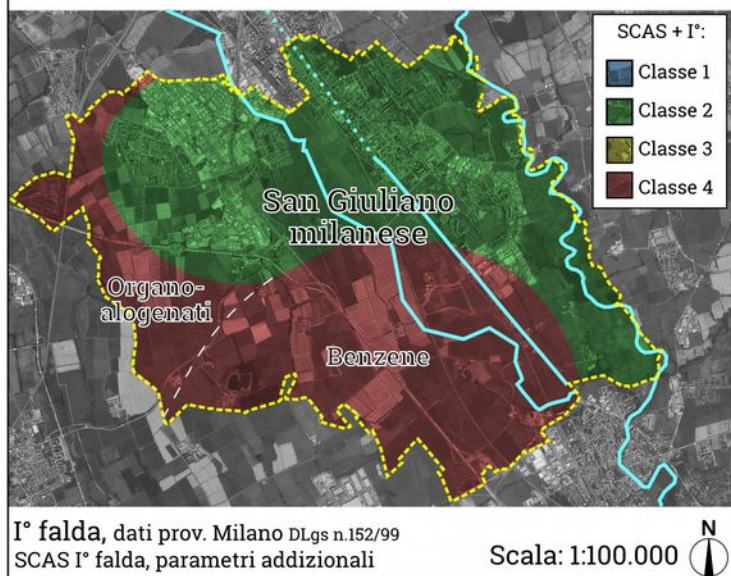 SCAS + I°:
Classe 1
Classe 2
Classe 3
Classe 4
San Giuliano
milanese
Organo-
alogenati
Benzene
I° falda, dati prov. Milano DLgs n.152/99
SCAS I° falda, parametri addizionali
Scala: 1:100.000
N